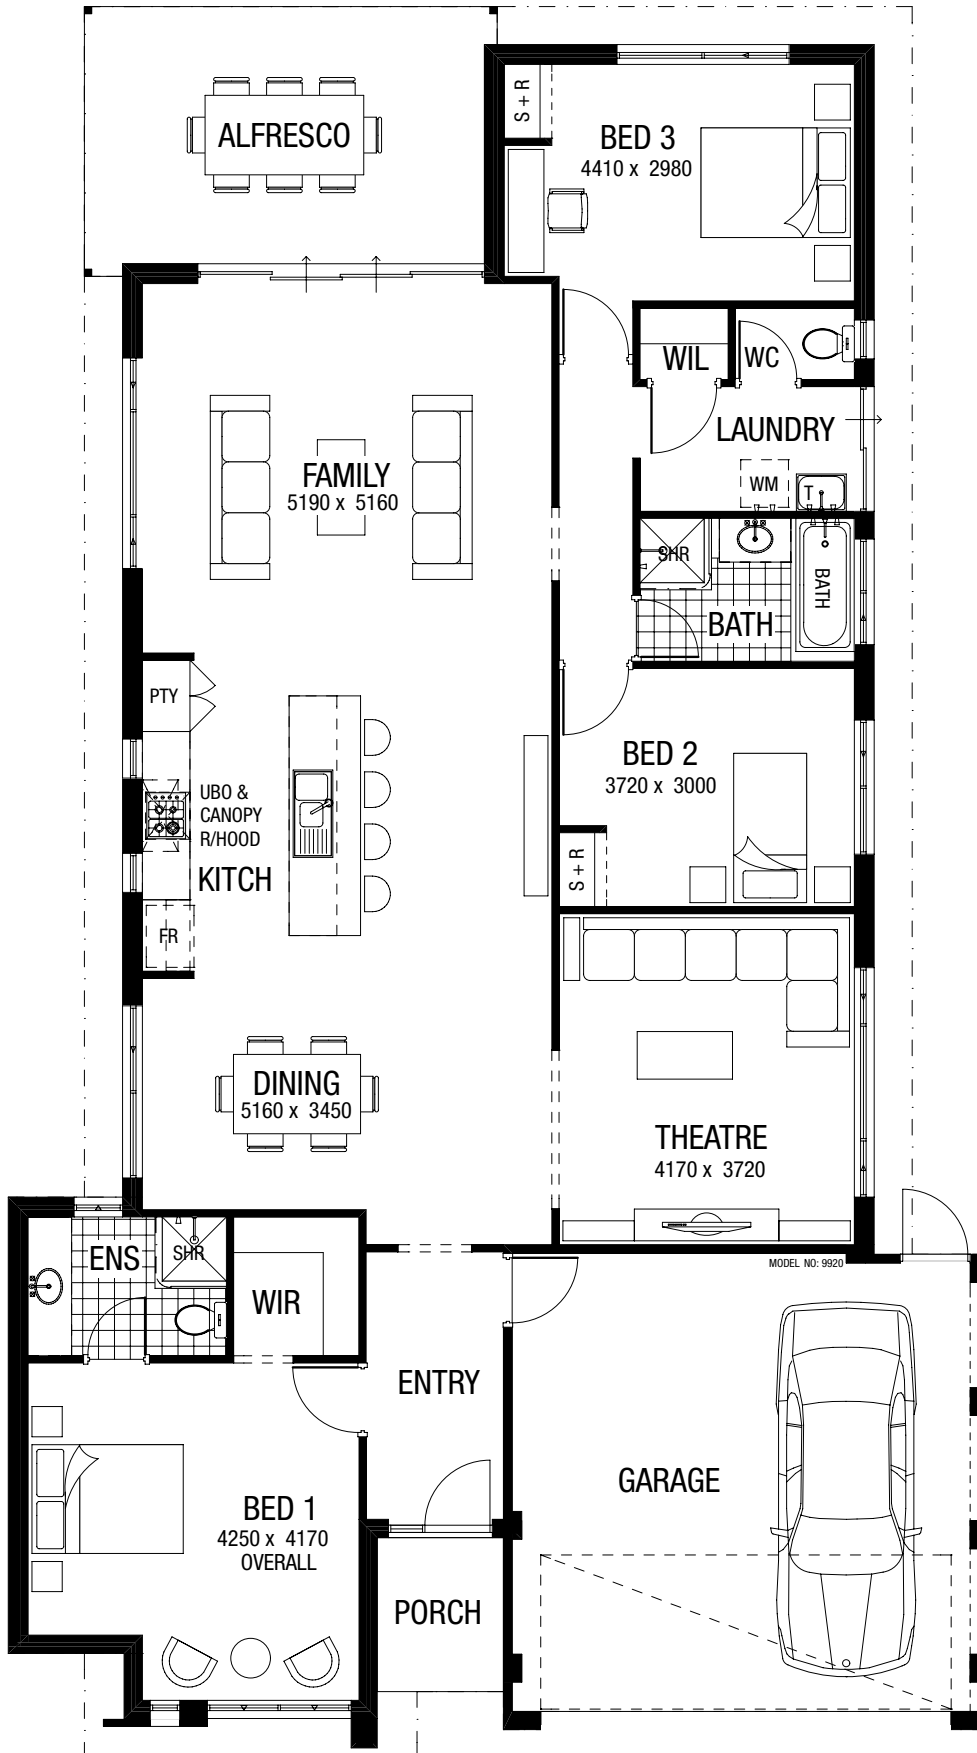 ALFRESCO
S + R
BED 3
4410 x 2980
WIL
WC
LAUNDRY
FAMILY
5190 x 5160
WM
T
SHR
BATH
BATH
PTY
BED 2
3720 x 3000
UBO &
CANOPY
R/HOOD
KITCH
S + R
FR
DINING
5160 x 3450
THEATRE
4170 x 3720
ENS
SHR
MODEL NO: 9920
WIR
ENTRY
GARAGE
BED 1
4250 x 4170
OVERALL
PORCH